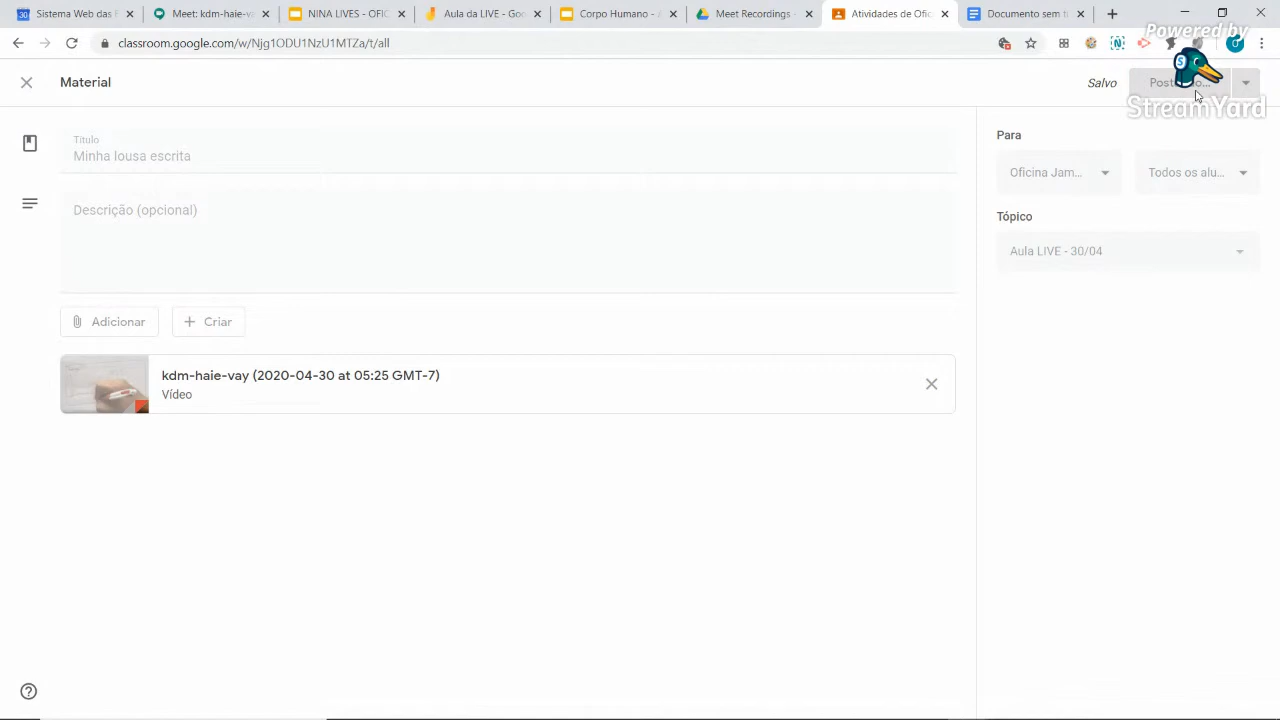 Sistema Web das R
Meet: kdm-haie-va
NINA LIVES - OFIC
Aula da LIVE - Go
Corpo Humano - A
Meet Recordings -
Atividades de Ofic
Documento sem t
classroom.google.com/w/Njg1ODU1NzU1MTZa/t/all
Powered by
StreamYard
Material
Salvo
Título
Minha lousa escrita
Descrição (opcional)
Adicionar
Criar
kdm-haie-vay (2020-04-30 at 05:25 GMT-7)
Vídeo
Para
Oficina Jam...
Todos os alu...
Tópico
Aula LIVE - 30/04